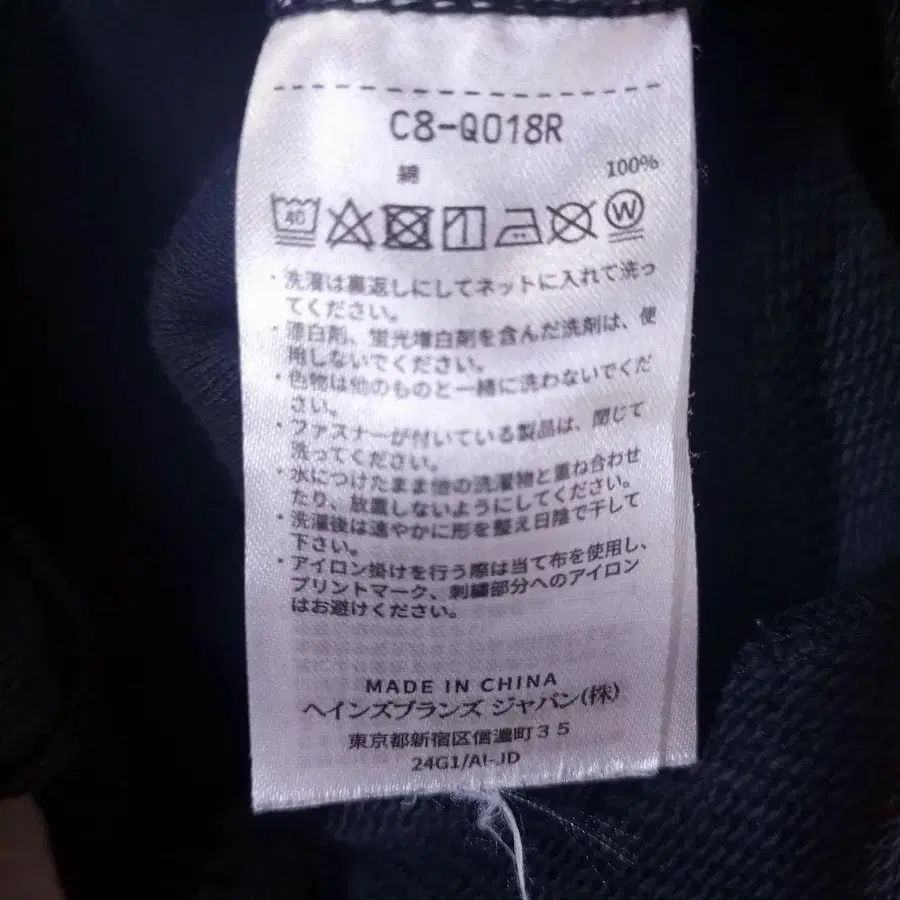 C8-Q018R
綿 100%
40
W
・洗濯は裏返しにしてネットに入れて洗っ
てください。
・漂白剤、蛍光増白剤を含んだ洗剤は、使
用しないでください。
・色物は他のものと一緒に洗わないでくだ
さい。
・ファスナーが付いている製品は、閉じて
洗ってください。
・水につけたまま他の洗濯物と重ね合わせ
たり、放置しないようにしてください。
・洗濯後は速やかに形を整え日陰で干して
下さい。
・アイロン掛けを行う際は当て布を使用し、
プリントマーク、刺繍部分へのアイロン
はお避けください。
MADE IN CHINA
ヘインズブランズ ジャパン(株)
東京都新宿区信濃町35
24G1/AI-JD